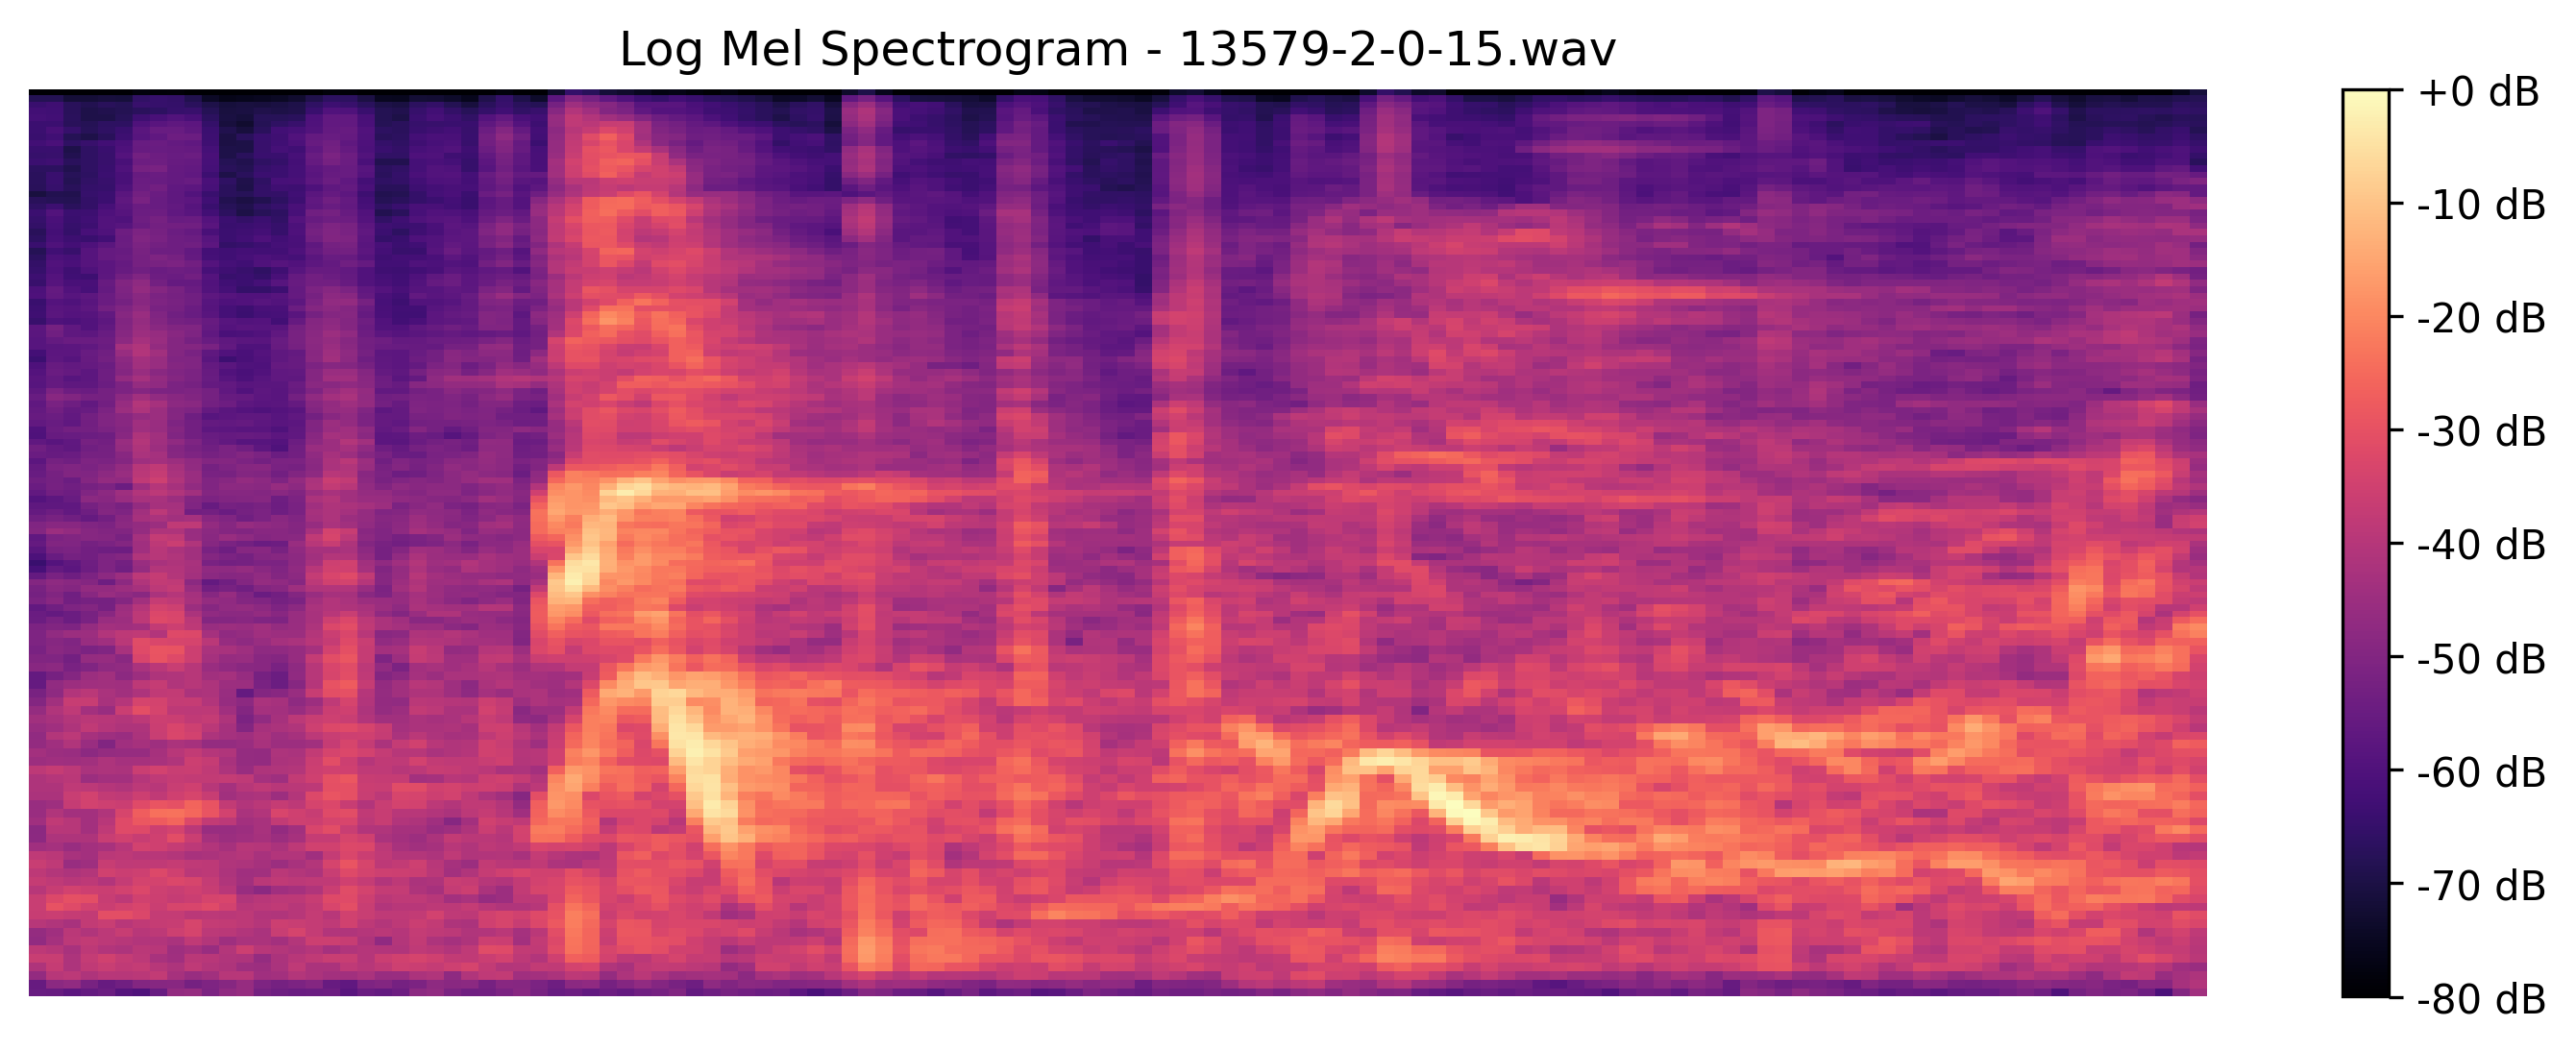 Log Mel Spectrogram - 13579-2-0-15.wav
+0 dB
-10 dB
-20 dB
-30 dB
-40 dB
-50 dB
-60 dB
-70 dB
-80 dB